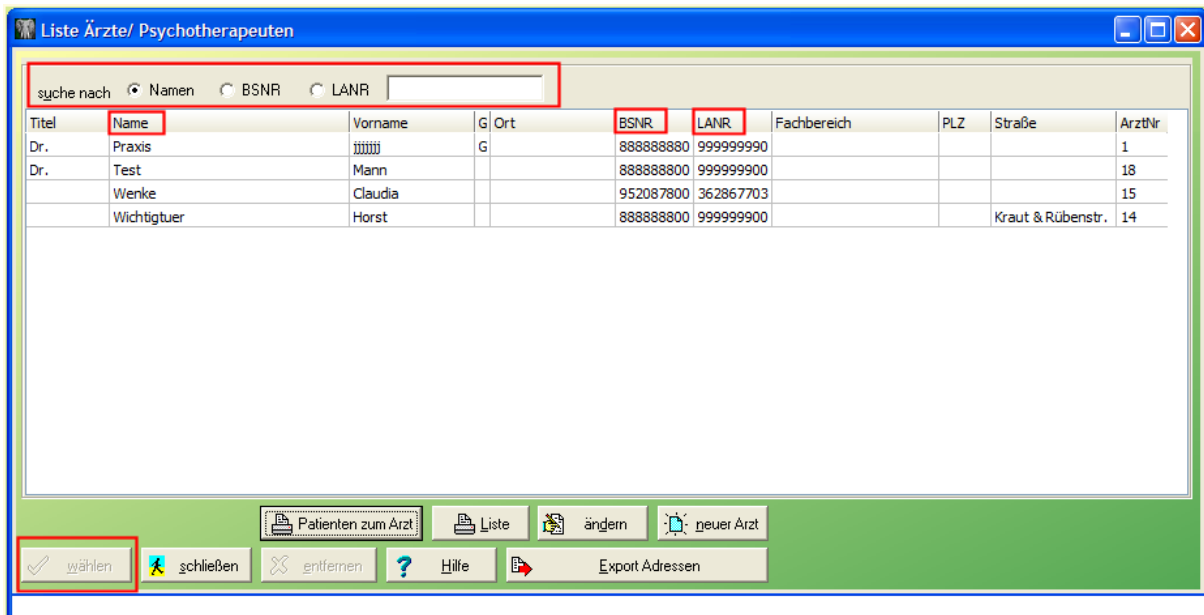 Liste Ärzte/ Psychotherapeuten
suche nach Namen BSNR LANR
Titel Name Vorname G Ort BSNR LANR Fachbereich PLZ Straße ArztNr
Dr. Praxis jjjjjjj G 888888880 999999990 1
Dr. Test Mann 888888800 999999900 18
Wenke Claudia 952087800 362867703 15
Wichtigtuer Horst 888888800 999999900 Kraut & Rübenstr. 14
Patienten zum Arzt Liste ändern neuer Arzt
wählen schließen entfernen Hilfe Export Adressen